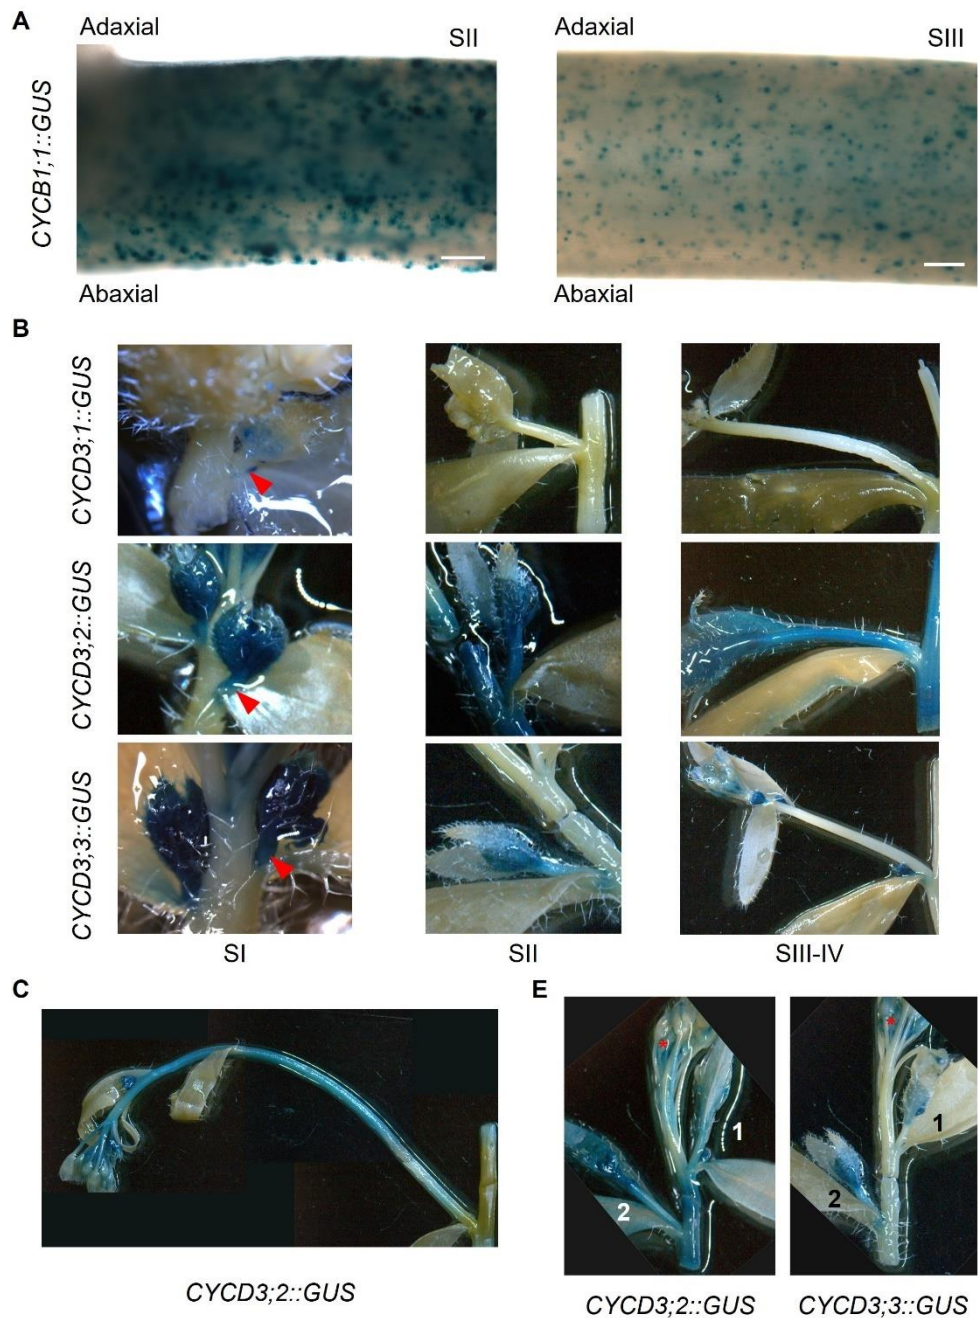 A
Adaxial
SII
Adaxial
SIII
CYCB1;1::GUS
Abaxial
Abaxial
B
CYCD3;1::GUS
CYCD3;2::GUS
CYCD3;3::GUS
SI
SII
SIII-IV
C
CYCD3;2::GUS
E
*
1
2
*
1
2
CYCD3;2::GUS
CYCD3;3::GUS